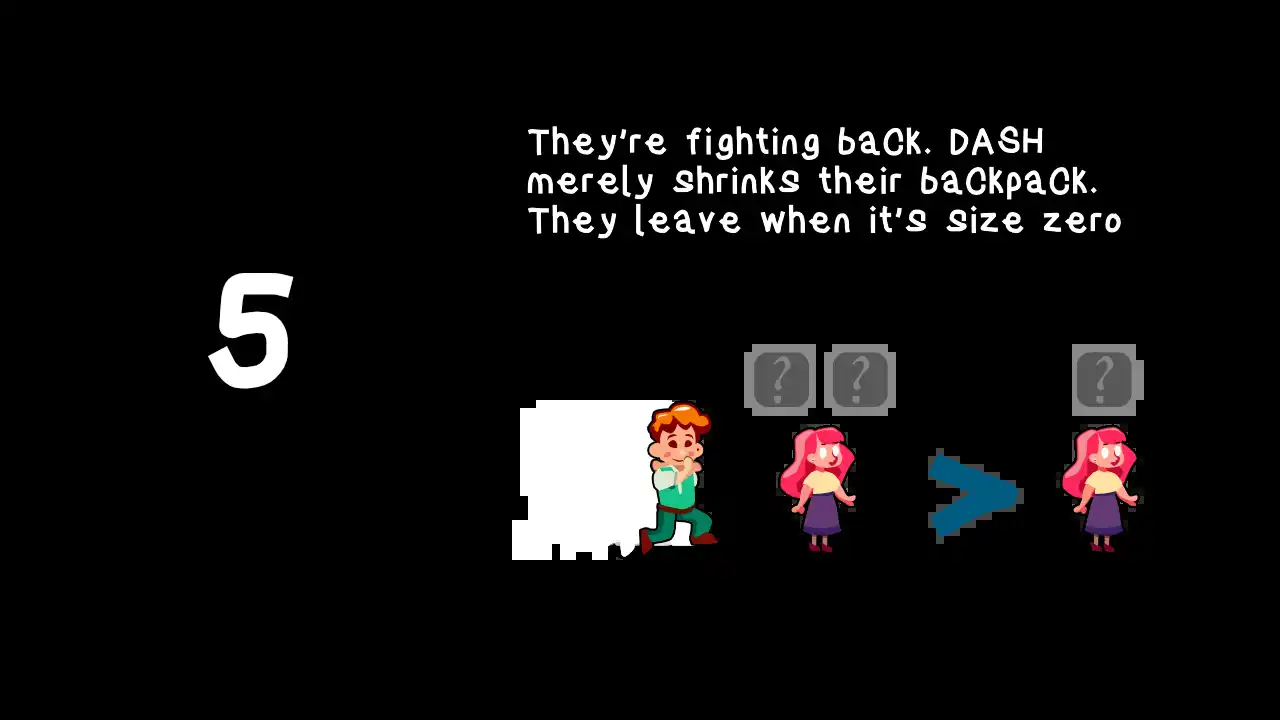 They're fighting back. DASH
merely shrinks their backpack.
They leave when it's size zero
5
? ? ?